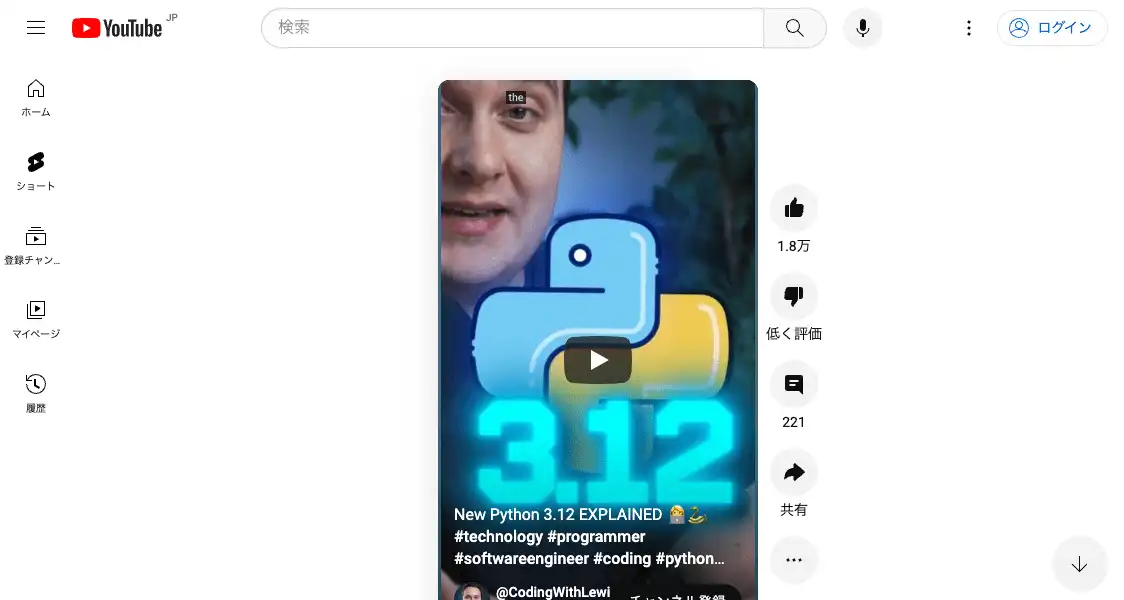 YouTube JP
検索
ログイン
ホーム
ショート
登録チャン...
マイページ
履歴
the
3.12
New Python 3.12 EXPLAINED
#technology #programmer
#softwareengineer #coding #python...
@CodingWithLewi
チャンネル登録
1.8万
低く評価
221
共有